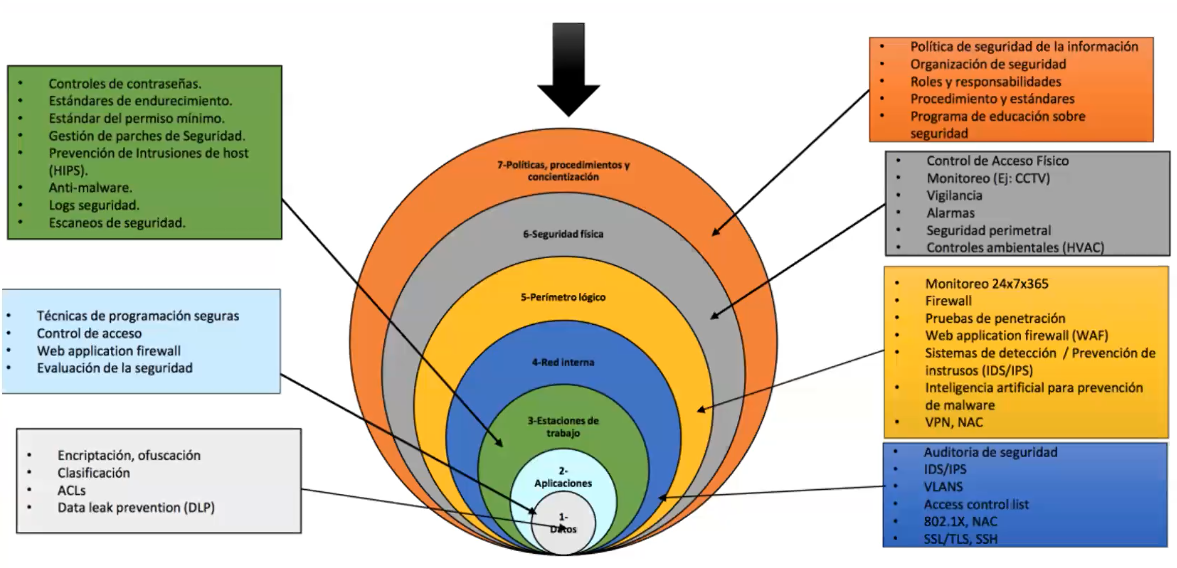 • Controles de contraseñas.
• Estándares de endurecimiento.
• Estándar del permiso mínimo.
• Gestión de parches de Seguridad.
• Prevención de Intrusiones de host
(HIPS).
• Anti-malware.
• Logs seguridad.
• Escaneos de seguridad.
• Técnicas de programación seguras
• Control de acceso
• Web application firewall
• Evaluación de la seguridad
• Encriptación, ofuscación
• Clasificación
• ACLs
• Data leak prevention (DLP)
7-Políticas, procedimientos y
concientización
6-Seguridad física
5-Perímetro lógico
4-Red interna
3-Estaciones de
trabajo
2-
Aplicaciones
1-
Datos
• Política de seguridad de la información
• Organización de seguridad
• Roles y responsabilidades
• Procedimiento y estándares
• Programa de educación sobre
seguridad
• Control de Acceso Físico
• Monitoreo (Ej: CCTV)
• Vigilancia
• Alarmas
• Seguridad perimetral
• Controles ambientales (HVAC)
• Monitoreo 24x7x365
• Firewall
• Pruebas de penetración
• Web application firewall (WAF)
• Sistemas de detección / Prevención de
instrusos (IDS/IPS)
• Inteligencia artificial para prevención
de malware
• VPN, NAC
• Auditoria de seguridad
• IDS/IPS
• VLANS
• Access control list
• 802.1X, NAC
• SSL/TLS, SSH